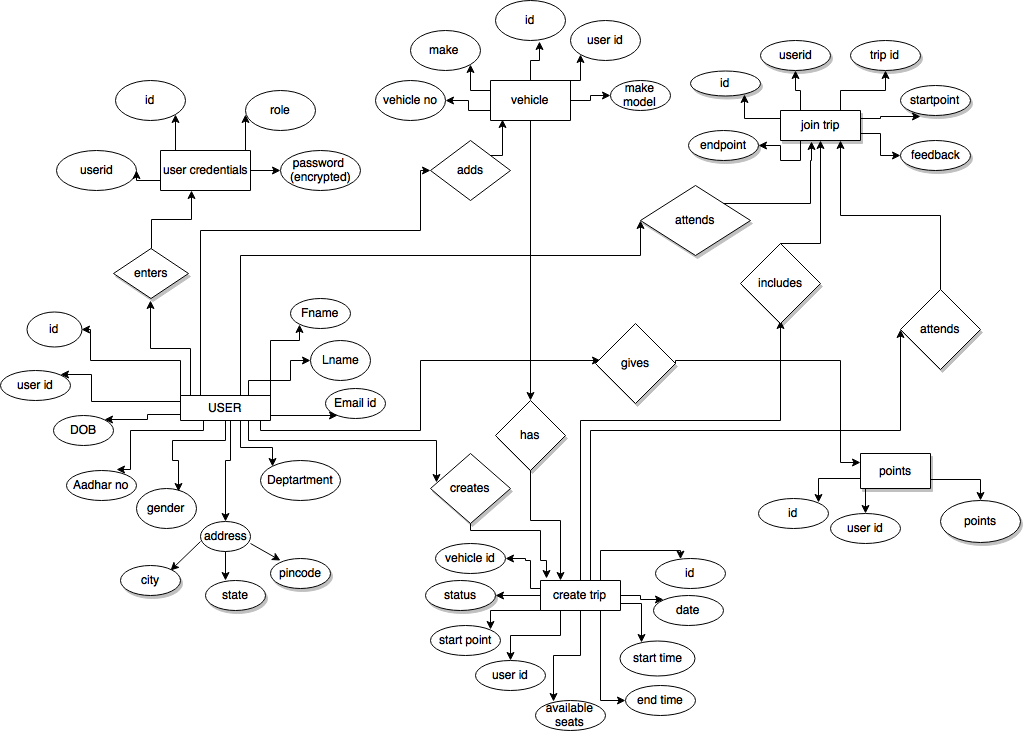 id
user id
make
vehicle no
vehicle
make
model
userid
trip id
id
startpoint
join trip
endpoint
feedback
id
role
userid
user credentials
password
(encrypted)
adds
attends
enters
includes
attends
id
Fname
Lname
user id
USER
Email id
DOB
gives
has
Aadhar no
gender
Deptartment
creates
points
id
user id
points
address
city
state
pincode
vehicle id
id
status
create trip
date
start point
user id
start time
end time
available
seats